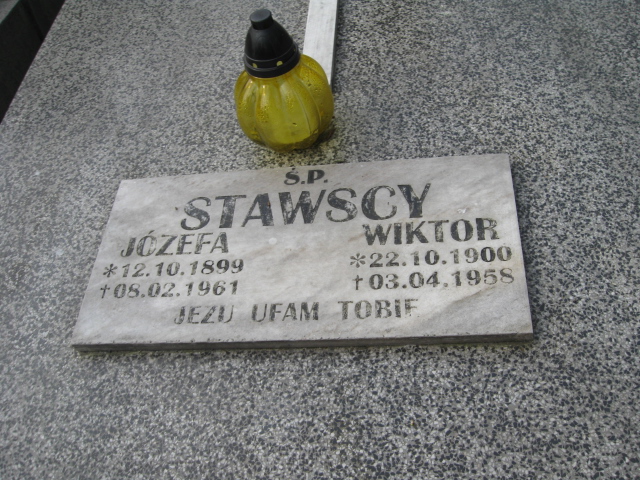 Ś.P.
STAWSCY
JÓZEFA WIKTOR
*12.10.1899 *22.10.1900
†08.02.1961 †03.04.1958
JEZU UFAM TOBIE